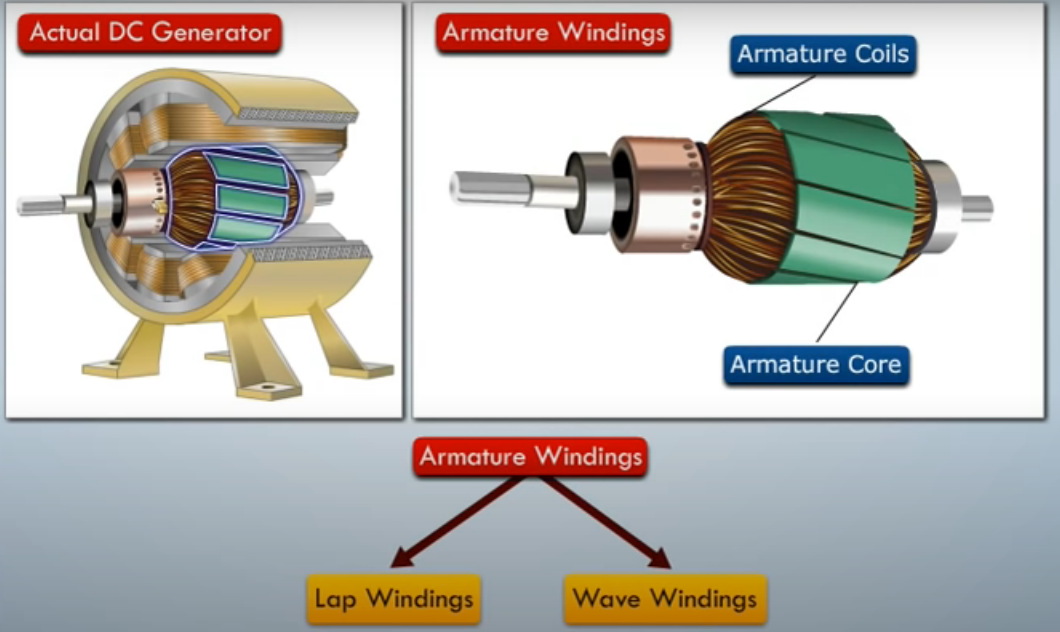 Actual DC Generator
Armature Windings
Armature Coils
Armature Core
Armature Windings
Lap Windings
Wave Windings